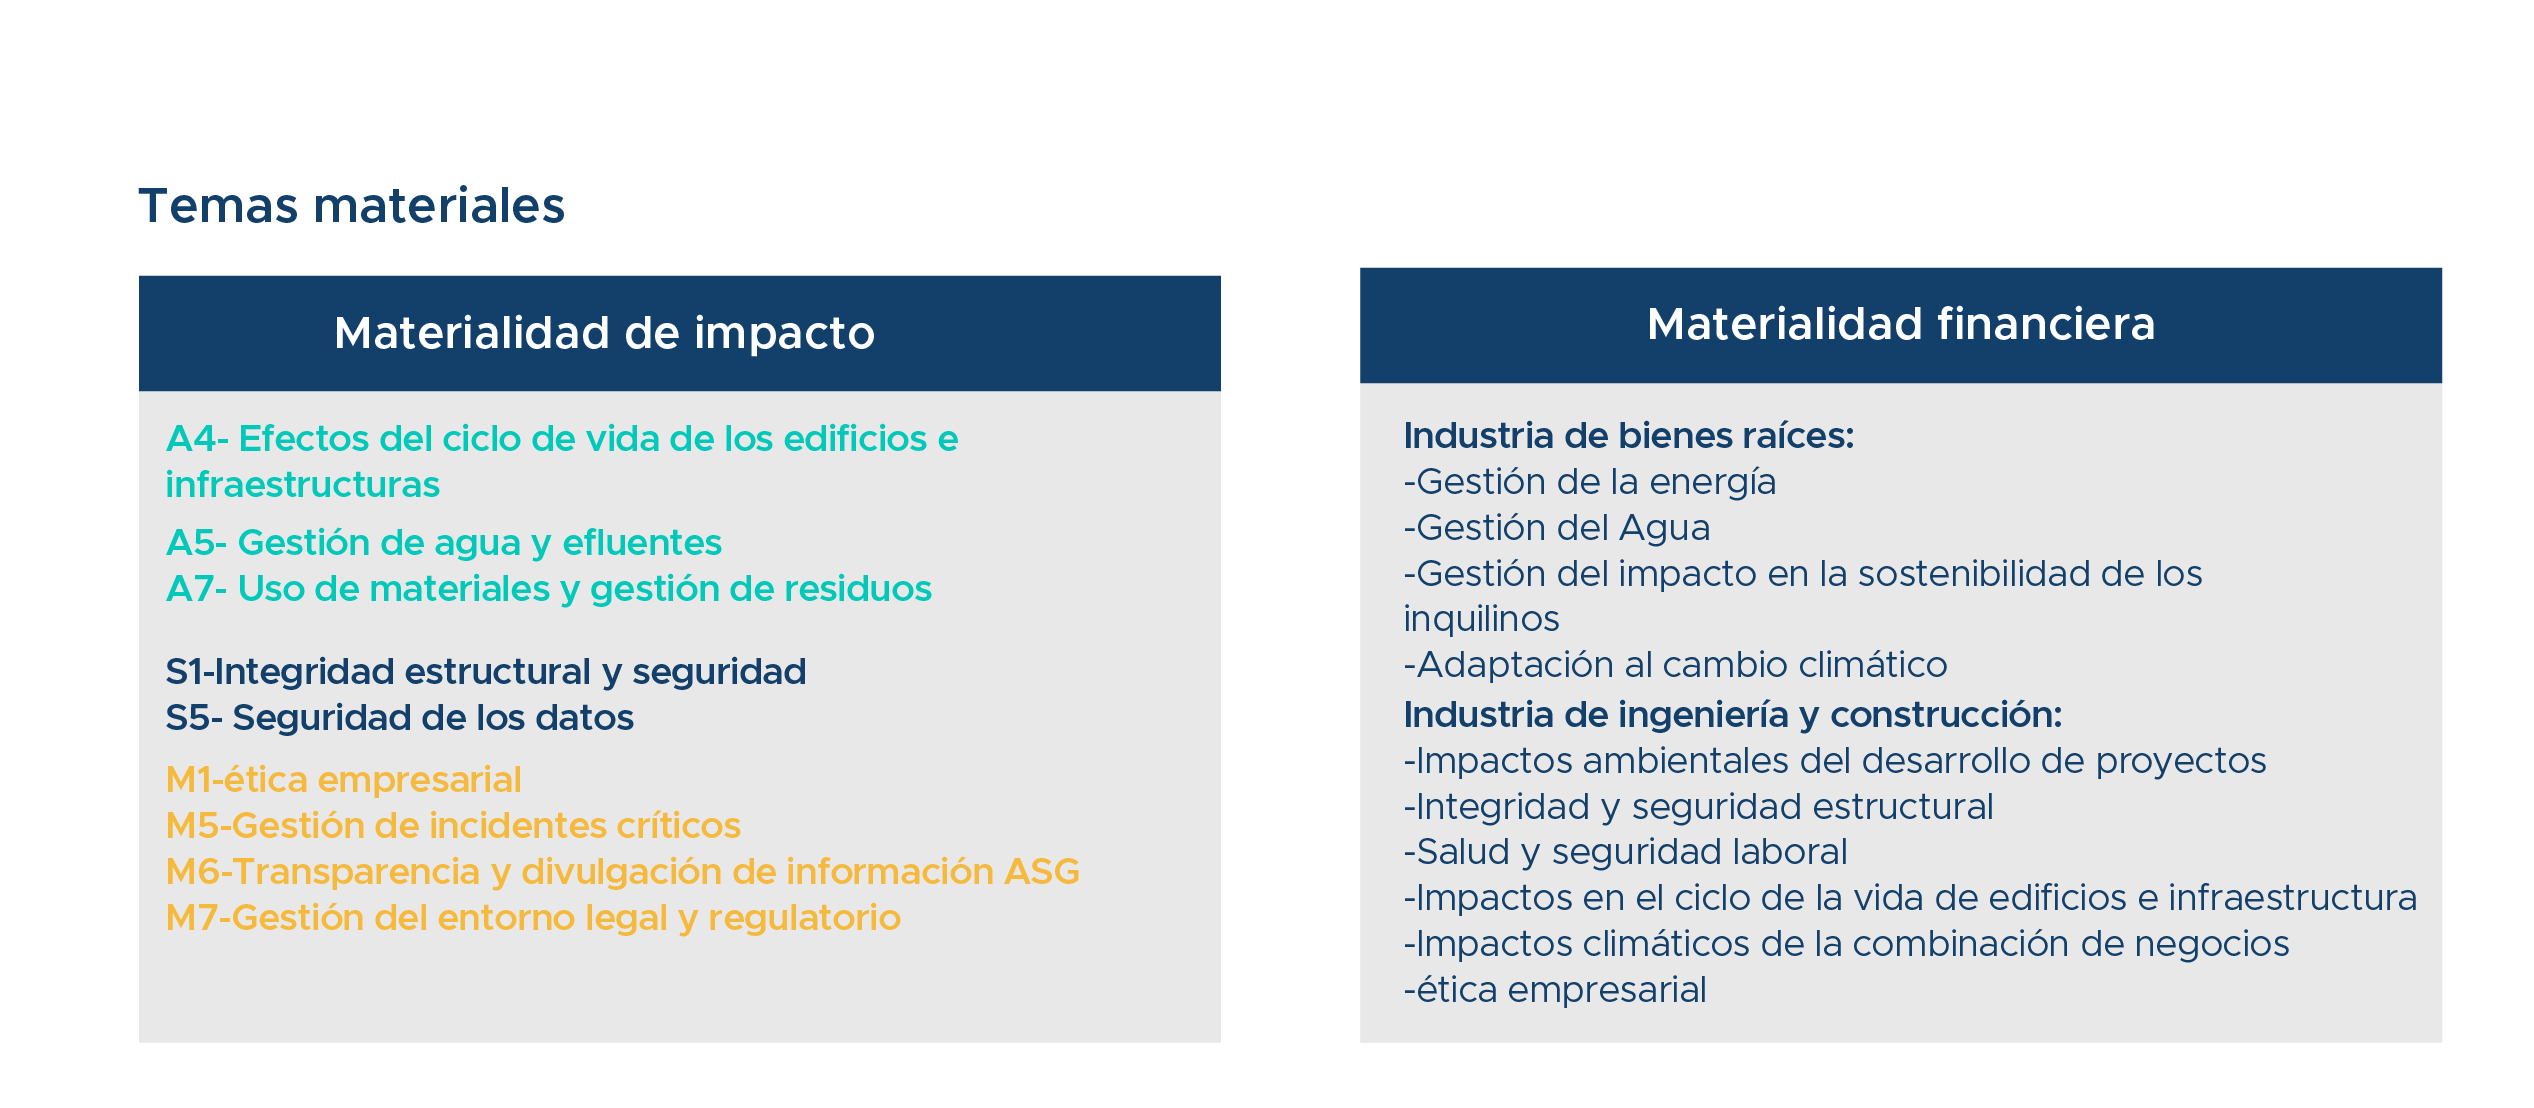 Temas materiales
Materialidad de impacto
A4- Efectos del ciclo de vida de los edificios e
infraestructuras
A5- Gestión de agua y efluentes
A7- Uso de materiales y gestión de residuos
S1-Integridad estructural y seguridad
S5- Seguridad de los datos
M1-ética empresarial
M5-Gestión de incidentes críticos
M6-Transparencia y divulgación de información ASG
M7-Gestión del entorno legal y regulatorio
Materialidad financiera
Industria de bienes raíces:
-Gestión de la energía
-Gestión del Agua
-Gestión del impacto en la sostenibilidad de los
inquilinos
-Adaptación al cambio climático
Industria de ingeniería y construcción:
-Impactos ambientales del desarrollo de proyectos
-Integridad y seguridad estructural
-Salud y seguridad laboral
-Impactos en el ciclo de la vida de edificios e infraestructura
-Impactos climáticos de la combinación de negocios
-ética empresarial